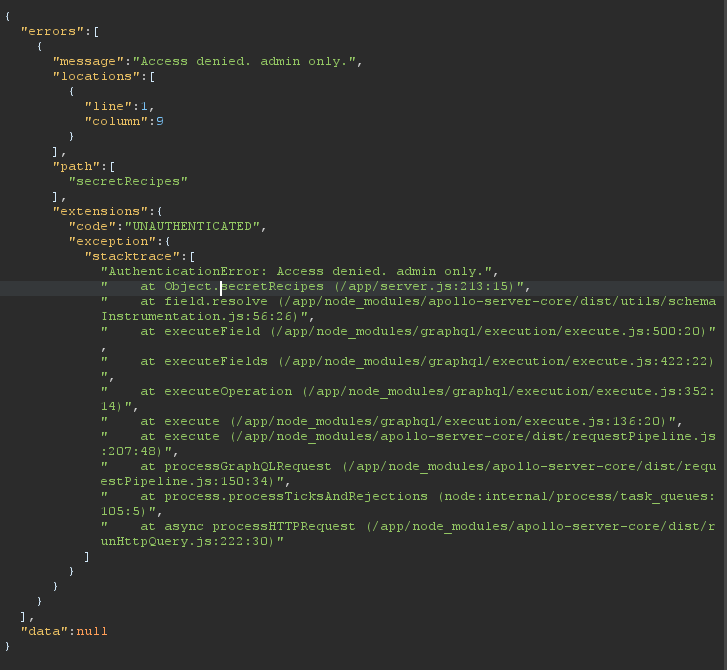 {
"errors":[
{
"message":"Access denied. admin only.",
"locations":[
{
"line":1,
"column":9
}
],
"path":[
"secretRecipes"
],
"extensions":{
"code":"UNAUTHENTICATED",
"exception":{
"stacktrace":[
"AuthenticationError: Access denied. admin only.",
"    at Object.secretRecipes (/app/server.js:213:15)",
"    at field.resolve (/app/node_modules/apollo-server-core/dist/utils/schema
Instrumentation.js:56:26)",
"    at executeField (/app/node_modules/graphql/execution/execute.js:500:20)"
,
"    at executeFields (/app/node_modules/graphql/execution/execute.js:422:22)
",
"    at executeOperation (/app/node_modules/graphql/execution/execute.js:352:
14)",
"    at execute (/app/node_modules/graphql/execution/execute.js:136:20)",
"    at execute (/app/node_modules/apollo-server-core/dist/requestPipeline.js
:207:48)",
"    at processGraphQLRequest (/app/node_modules/apollo-server-core/dist/requ
estPipeline.js:150:34)",
"    at process.processTicksAndRejections (node:internal/process/task_queues:
105:5)",
"    at async processHTTPRequest (/app/node_modules/apollo-server-core/dist/r
unHttpQuery.js:222:30)"
]
}
}
}
],
"data":null
}